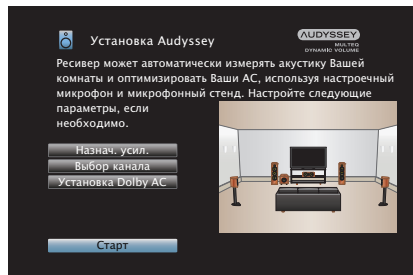 Установка Audyssey
AUDYSSEY
MULTEQ
DYNAMIC VOLUME
Ресивер может автоматически измерять акустику Вашей
комнаты и оптимизировать Ваши АС, используя настроечный
микрофон и микрофонный стенд. Настройте следующие
параметры, если
необходимо.
Назнач. усил.
Выбор канала
Установка Dolby АС
Старт